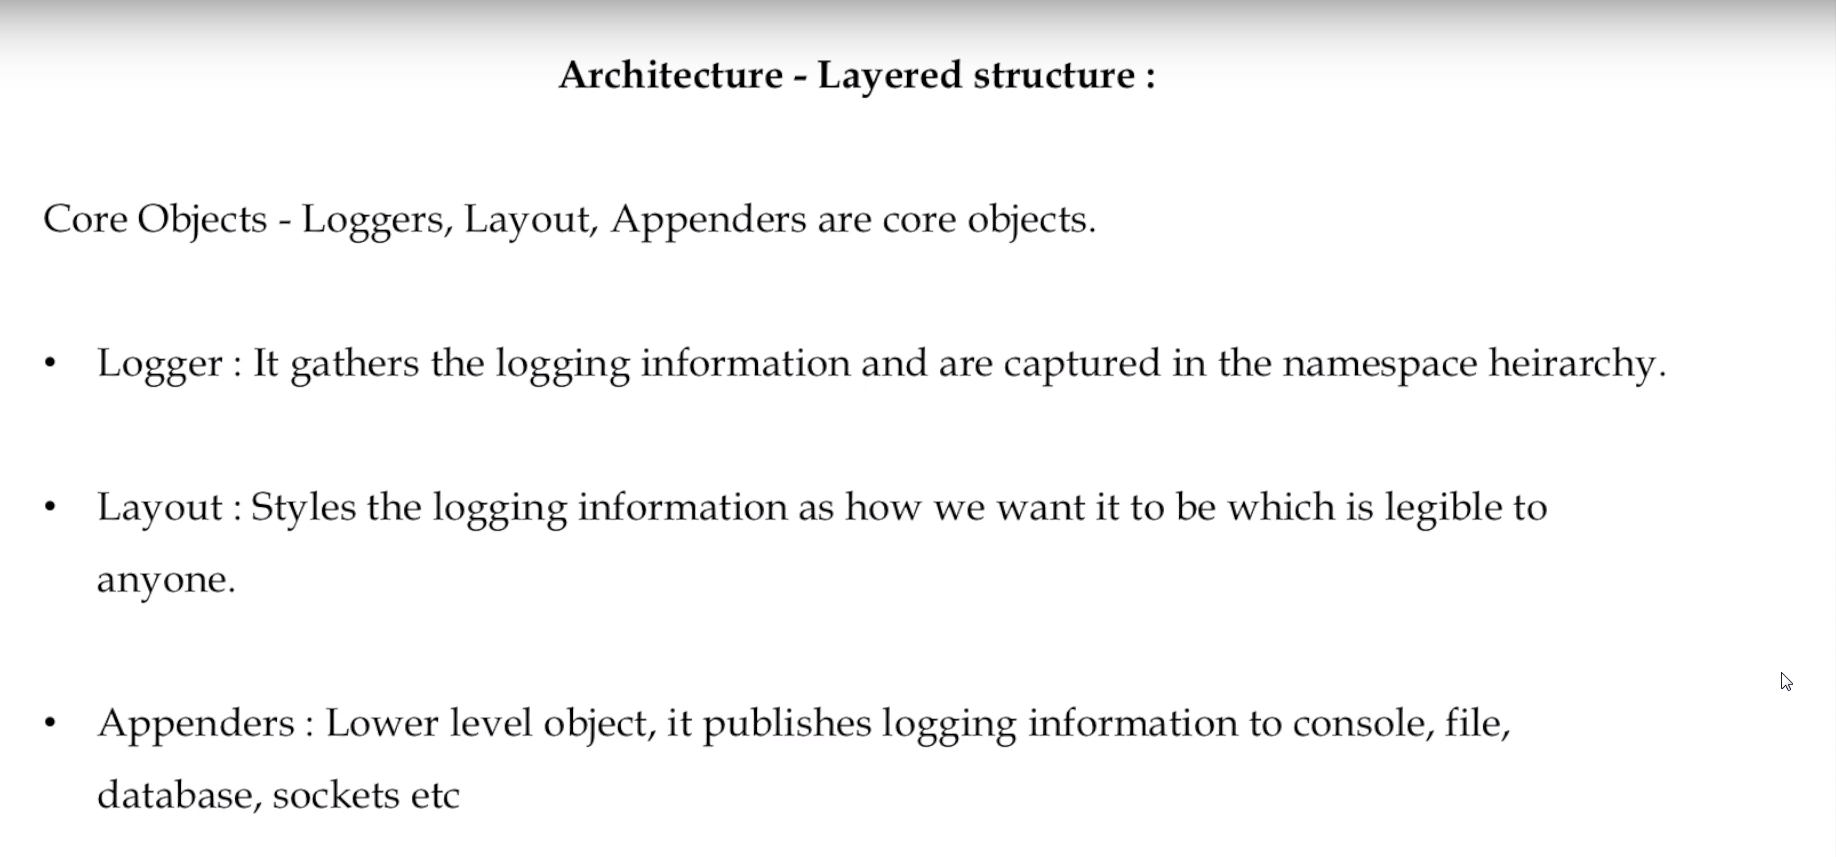 Architecture - Layered structure :
Core Objects - Loggers, Layout, Appenders are core objects.
• Logger : It gathers the logging information and are captured in the namespace heirarchy.
• Layout : Styles the logging information as how we want it to be which is legible to
anyone.
• Appenders : Lower level object, it publishes logging information to console, file,
database, sockets etc